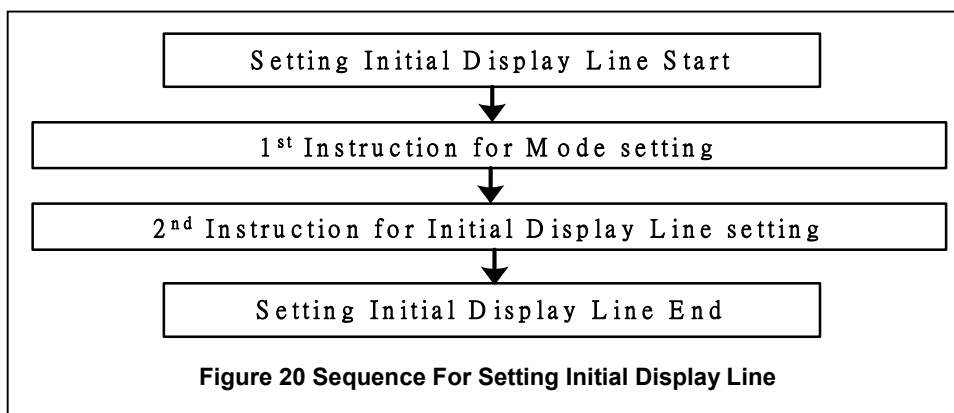 Setting Initial Display Line Start
1st Instruction for Mode setting
2nd Instruction for Initial Display Line setting
Setting Initial Display Line End
Figure 20 Sequence For Setting Initial Display Line